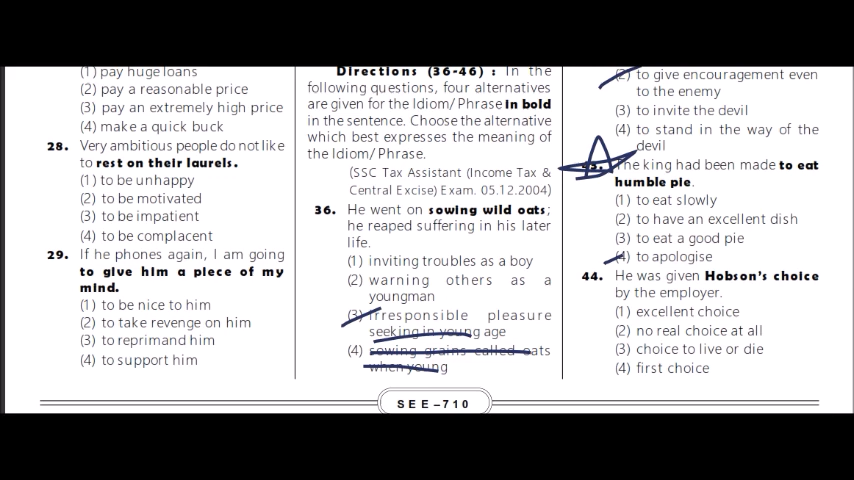 (1) pay huge loans
(2) pay a reasonable price
(3) pay an extremely high price
(4) make a quick buck
28. Very ambitious people do not like
to rest on their laurels.
(1) to be unhappy
(2) to be motivated
(3) to be impatient
(4) to be complacent
29. If he phones again, I am going
to give him a piece of my
mind.
(1) to be nice to him
(2) to take revenge on him
(3) to reprimand him
(4) to support him
Directions (36-46) : In the
following questions, four alternatives
are given for the Idiom/Phrase in bold
in the sentence. Choose the alternative
which best expresses the meaning of
the Idiom/Phrase.
(SSC Tax Assistant (Income Tax &
Central Excise) Exam. 05.12.2004)
36. He went on sowing wild oats;
he reaped suffering in his later
life.
(1) inviting troubles as a boy
(2) warning others as a
youngman
(3) irresponsible pleasure
seeking in young age
(4) sowing grains called oats
when young
(2) to give encouragement even
to the enemy
(3) to invite the devil
(4) to stand in the way of the
devil
The king had been made to eat
humble pie.
(1) to eat slowly
(2) to have an excellent dish
(3) to eat a good pie
(4) to apologise
44. He was given Hobson's choice
by the employer.
(1) excellent choice
(2) no real choice at all
(3) choice to live or die
(4) first choice
SEE–710